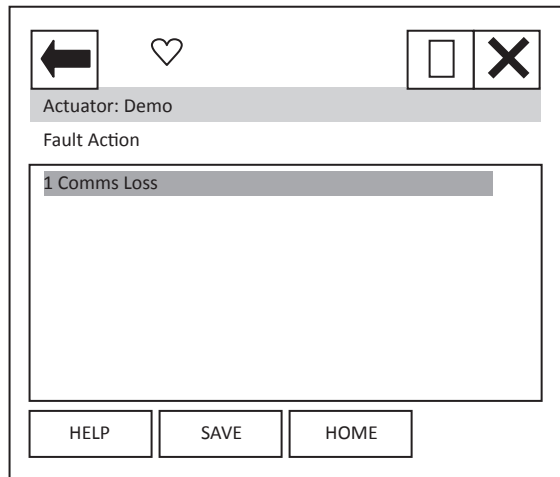 Actuator: Demo
Fault Action
1 Comms Loss
HELP SAVE HOME